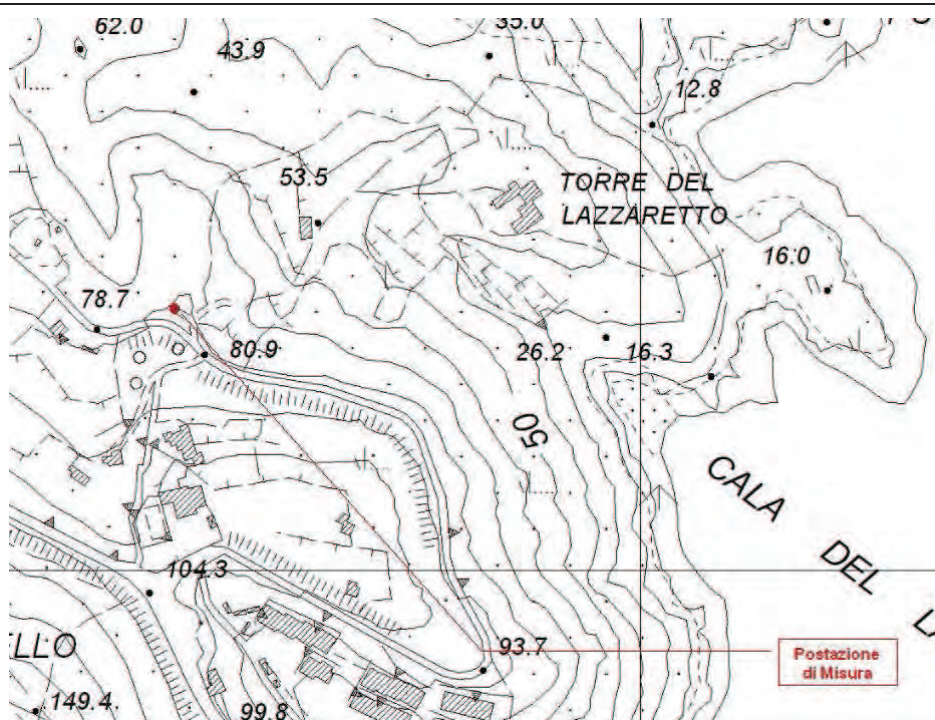 62.0
43.9
35.0
12.8
53.5
TORRE DEL
LAZZARETTO
16.0
78.7
80.9
26.2
16.3
50
CALA
DEL
104.3
93.7
ELLO
Postazione
di Misura
149.4
99.8